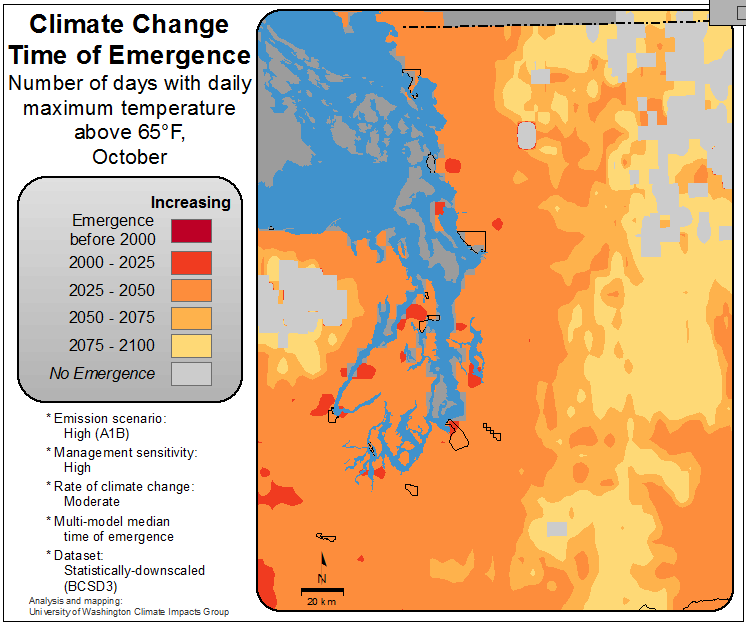 Climate Change
Time of Emergence
Number of days with daily
maximum temperature
above 65°F,
October
Increasing
Emergence
before 2000
2000 - 2025
2025 - 2050
2050 - 2075
2075 - 2100
No Emergence
* Emission scenario:
High (A1B)
* Management sensitivity:
High
* Rate of climate change:
Moderate
* Multi-model median
time of emergence
* Dataset:
Statistically-downscaled
(BCSD3)
Analysis and mapping:
University of Washington Climate Impacts Group
N
20 km